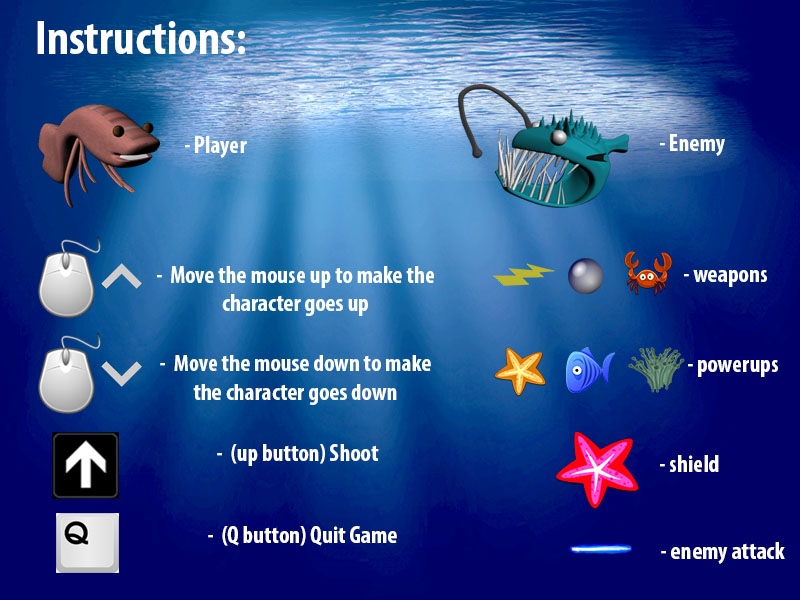 Instructions:
- Player
- Enemy
- Move the mouse up to make the
character goes up
- weapons
- Move the mouse down to make
the character goes down
- powerups
- (up button) Shoot
- shield
Q
- (Q button) Quit Game
- enemy attack